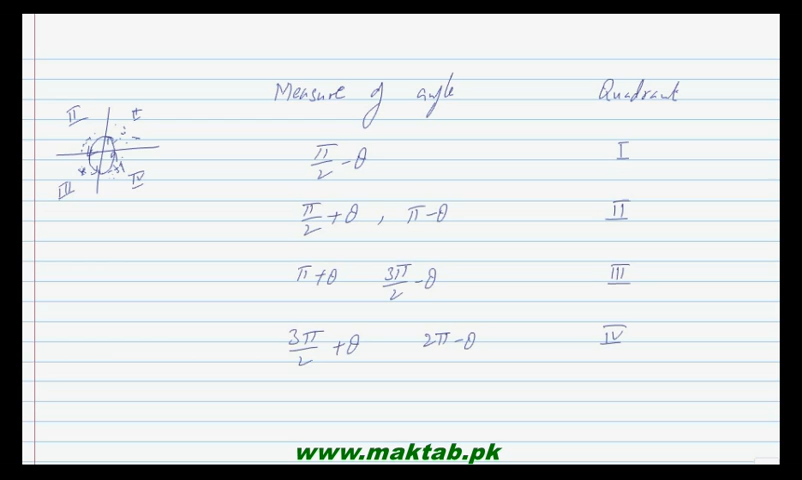 Measure of angle Quadrant
II I
π/2 - θ I
III IV
π/2 + θ , π - θ II
π + θ 3π/2 - θ III
3π/2 + θ 2π - θ IV
www.maktab.pk